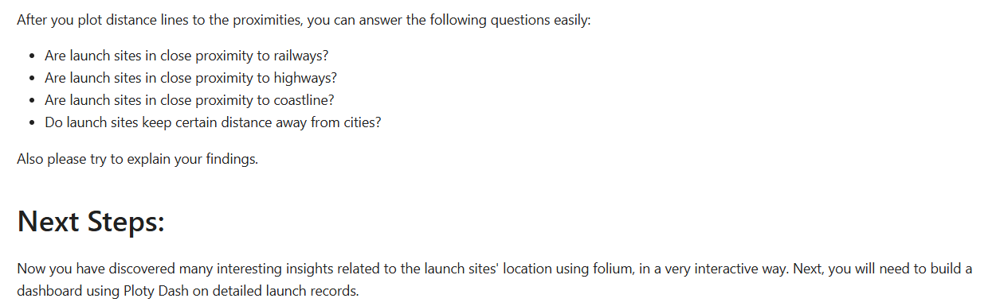 After you plot distance lines to the proximities, you can answer the following questions easily:
• Are launch sites in close proximity to railways?
• Are launch sites in close proximity to highways?
• Are launch sites in close proximity to coastline?
• Do launch sites keep certain distance away from cities?
Also please try to explain your findings.
Next Steps:
Now you have discovered many interesting insights related to the launch sites' location using folium, in a very interactive way. Next, you will need to build a
dashboard using Ploty Dash on detailed launch records.